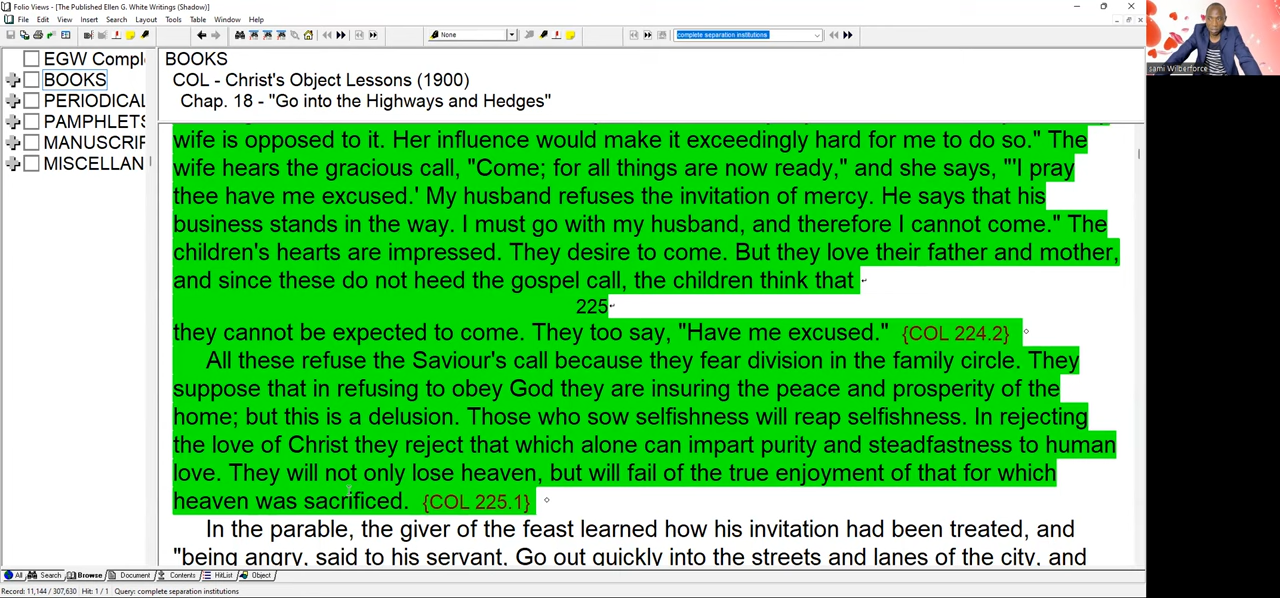 Folio Views - [The Published Ellen G. White Writings (Shadow)]
File Edit View Insert Search Layout Tools Table Window Help
None
complete separation institutions
sami Wilberforce
EGW Compl
BOOKS
PERIODICAL
PAMPHLETS
MANUSCRIF
MISCELLAN
BOOKS
COL - Christ's Object Lessons (1900)
Chap. 18 - "Go into the Highways and Hedges"
wife is opposed to it. Her influence would make it exceedingly hard for me to do so." The
wife hears the gracious call, "Come; for all things are now ready," and she says, "'I pray
thee have me excused.' My husband refuses the invitation of mercy. He says that his
business stands in the way. I must go with my husband, and therefore I cannot come." The
children's hearts are impressed. They desire to come. But they love their father and mother,
and since these do not heed the gospel call, the children think that
225
they cannot be expected to come. They too say, "Have me excused." {COL 224.2}
All these refuse the Saviour's call because they fear division in the family circle. They
suppose that in refusing to obey God they are insuring the peace and prosperity of the
home; but this is a delusion. Those who sow selfishness will reap selfishness. In rejecting
the love of Christ they reject that which alone can impart purity and steadfastness to human
love. They will not only lose heaven, but will fail of the true enjoyment of that for which
heaven was sacrificed. {COL 225.1}
In the parable, the giver of the feast learned how his invitation had been treated, and
"being angry, said to his servant, Go out quickly into the streets and lanes of the city, and
All Search Browse Document Contents HitList Object
Record: 11,144 / 307,630 Hit: 1 / 1 Query: complete separation institutions